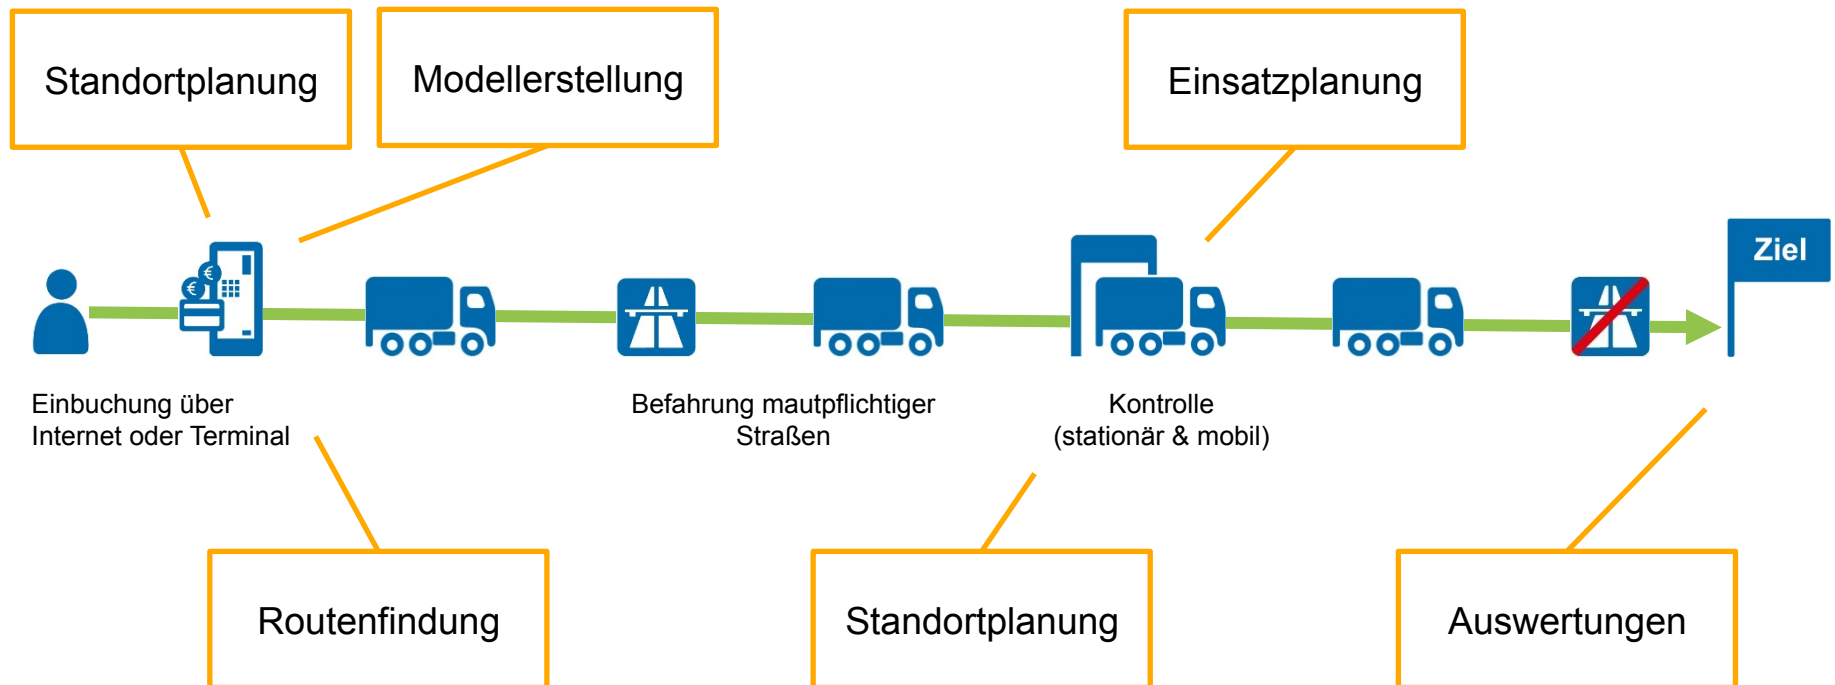 Standortplanung
Modellerstellung
Einsatzplanung
Ziel
€
€
Einbuchung über
Internet oder Terminal
Befahrung mautpflichtiger
Straßen
Kontrolle
(stationär & mobil)
Routenfindung
Standortplanung
Auswertungen